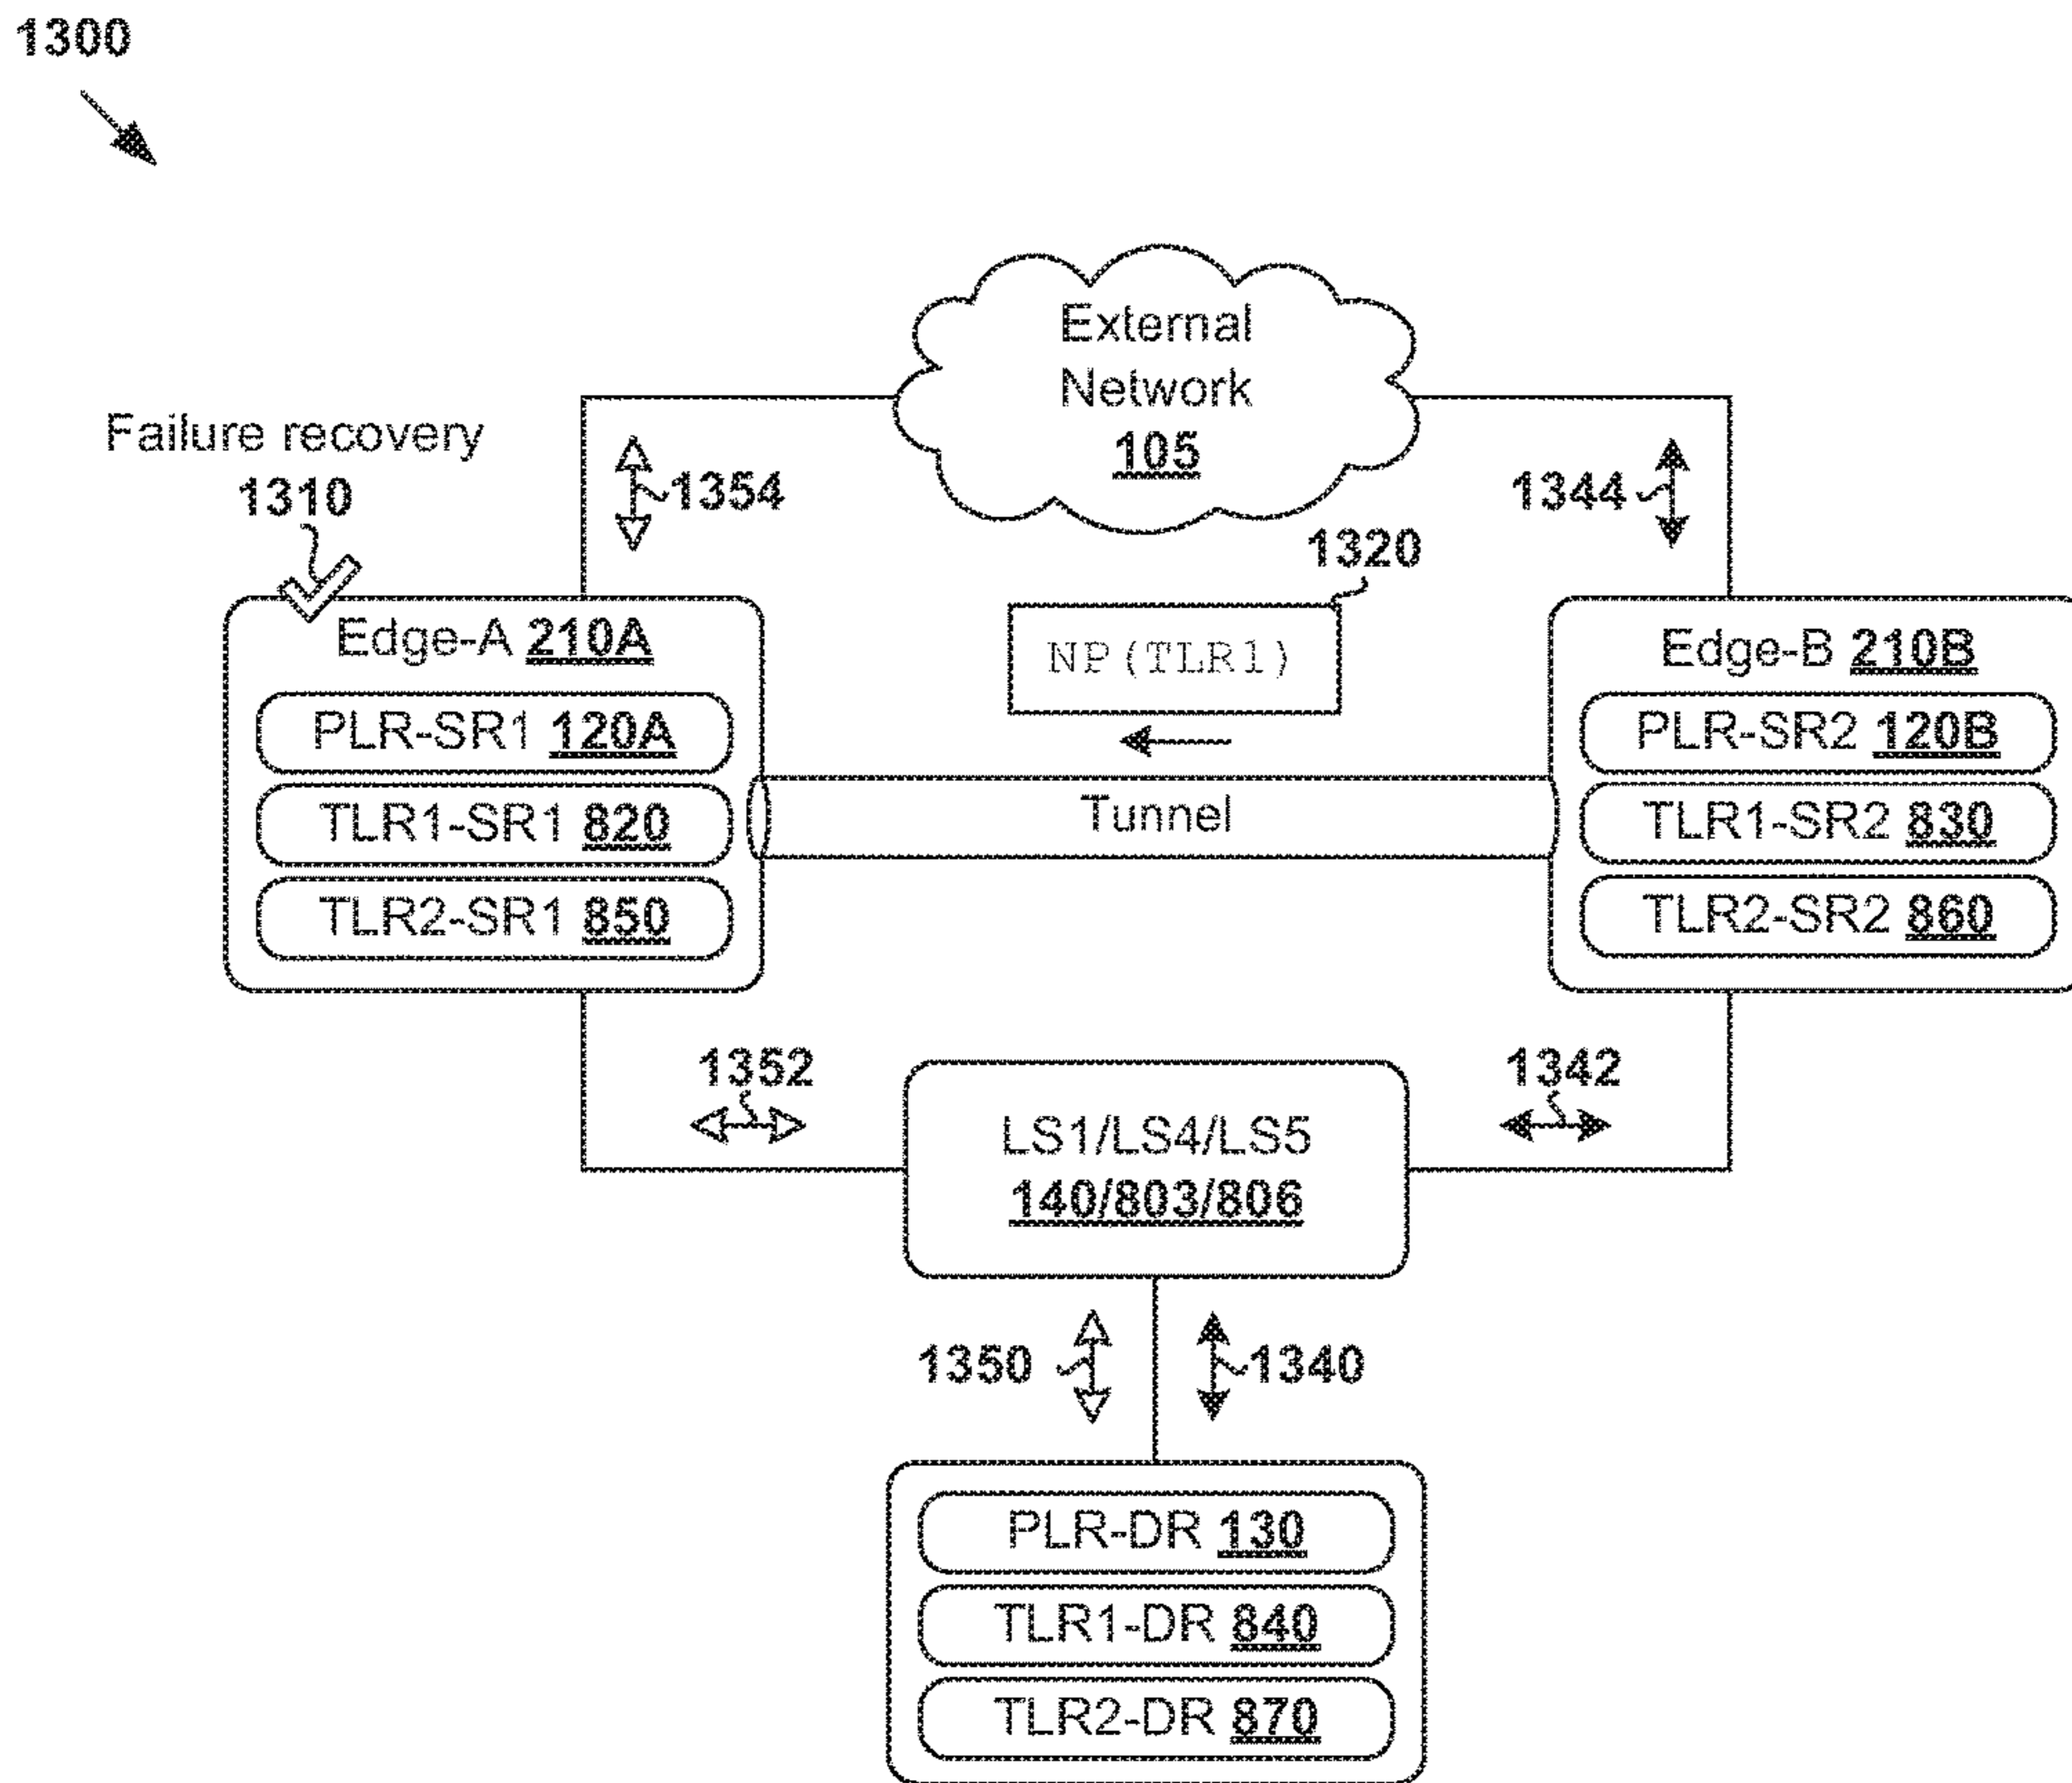 1300
External
Network
105
Failure recovery
1310
1354
1344
1320
Edge-A 210A
NP(TLR1)
Edge-B 210B
PLR-SR1 120A
PLR-SR2 120B
TLR1-SR1 820
Tunnel
TLR1-SR2 830
TLR2-SR1 850
TLR2-SR2 860
1352
1342
LS1/LS4/LS5
140/803/806
1350
1340
PLR-DR 130
TLR1-DR 840
TLR2-DR 870